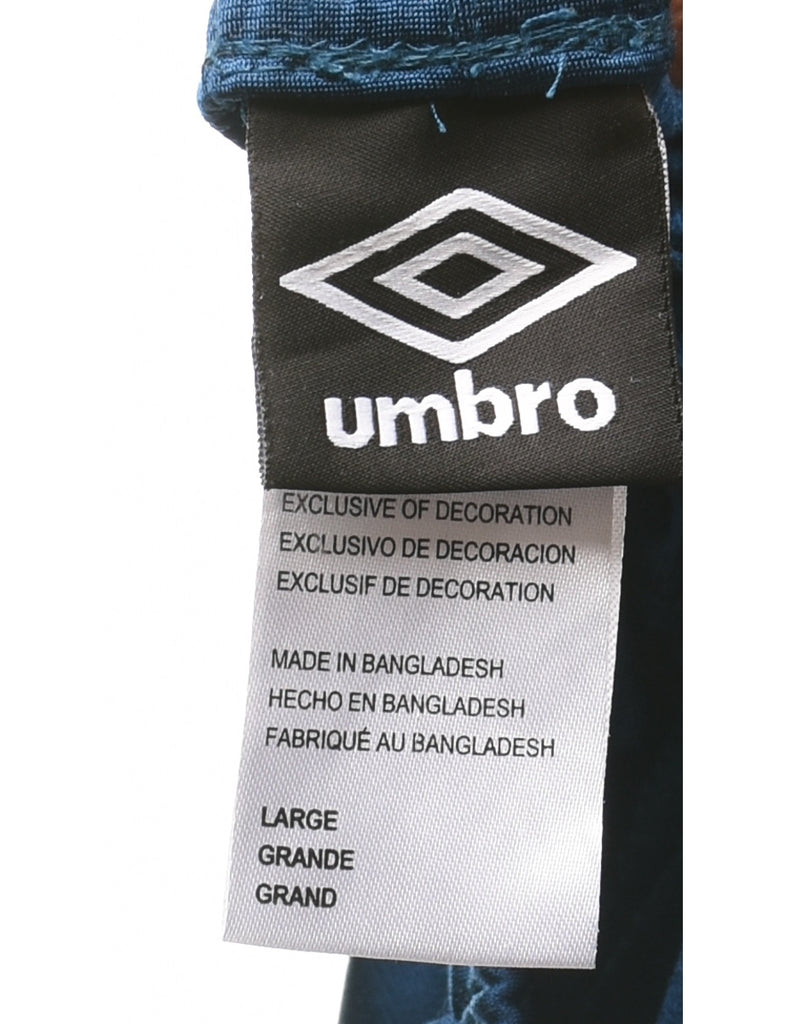 umbro
EXCLUSIVE OF DECORATION
EXCLUSIVO DE DECORACION
EXCLUSIF DE DECORATION
MADE IN BANGLADESH
HECHO EN BANGLADESH
FABRIQUÉ AU BANGLADESH
LARGE
GRANDE
GRAND